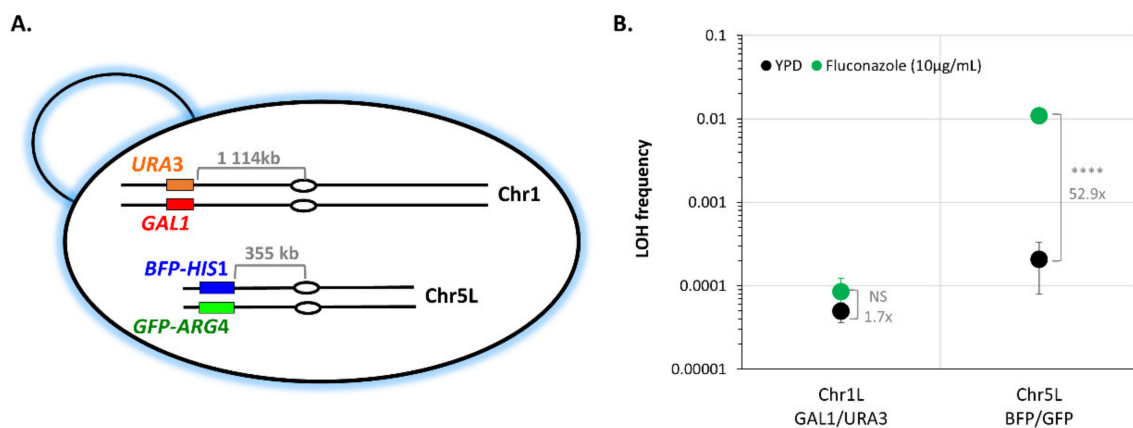 A.
URA3
1 114kb
Chr1
GAL1
355 kb
BFP-HIS1
Chr5L
GFP-ARG4
B.
LOH frequency
0.1
0.01
0.001
0.0001
0.00001
YPD Fluconazole (10µg/mL)
NS
1.7x
****
52.9x
Chr1L
GAL1/URA3
Chr5L
BFP/GFP